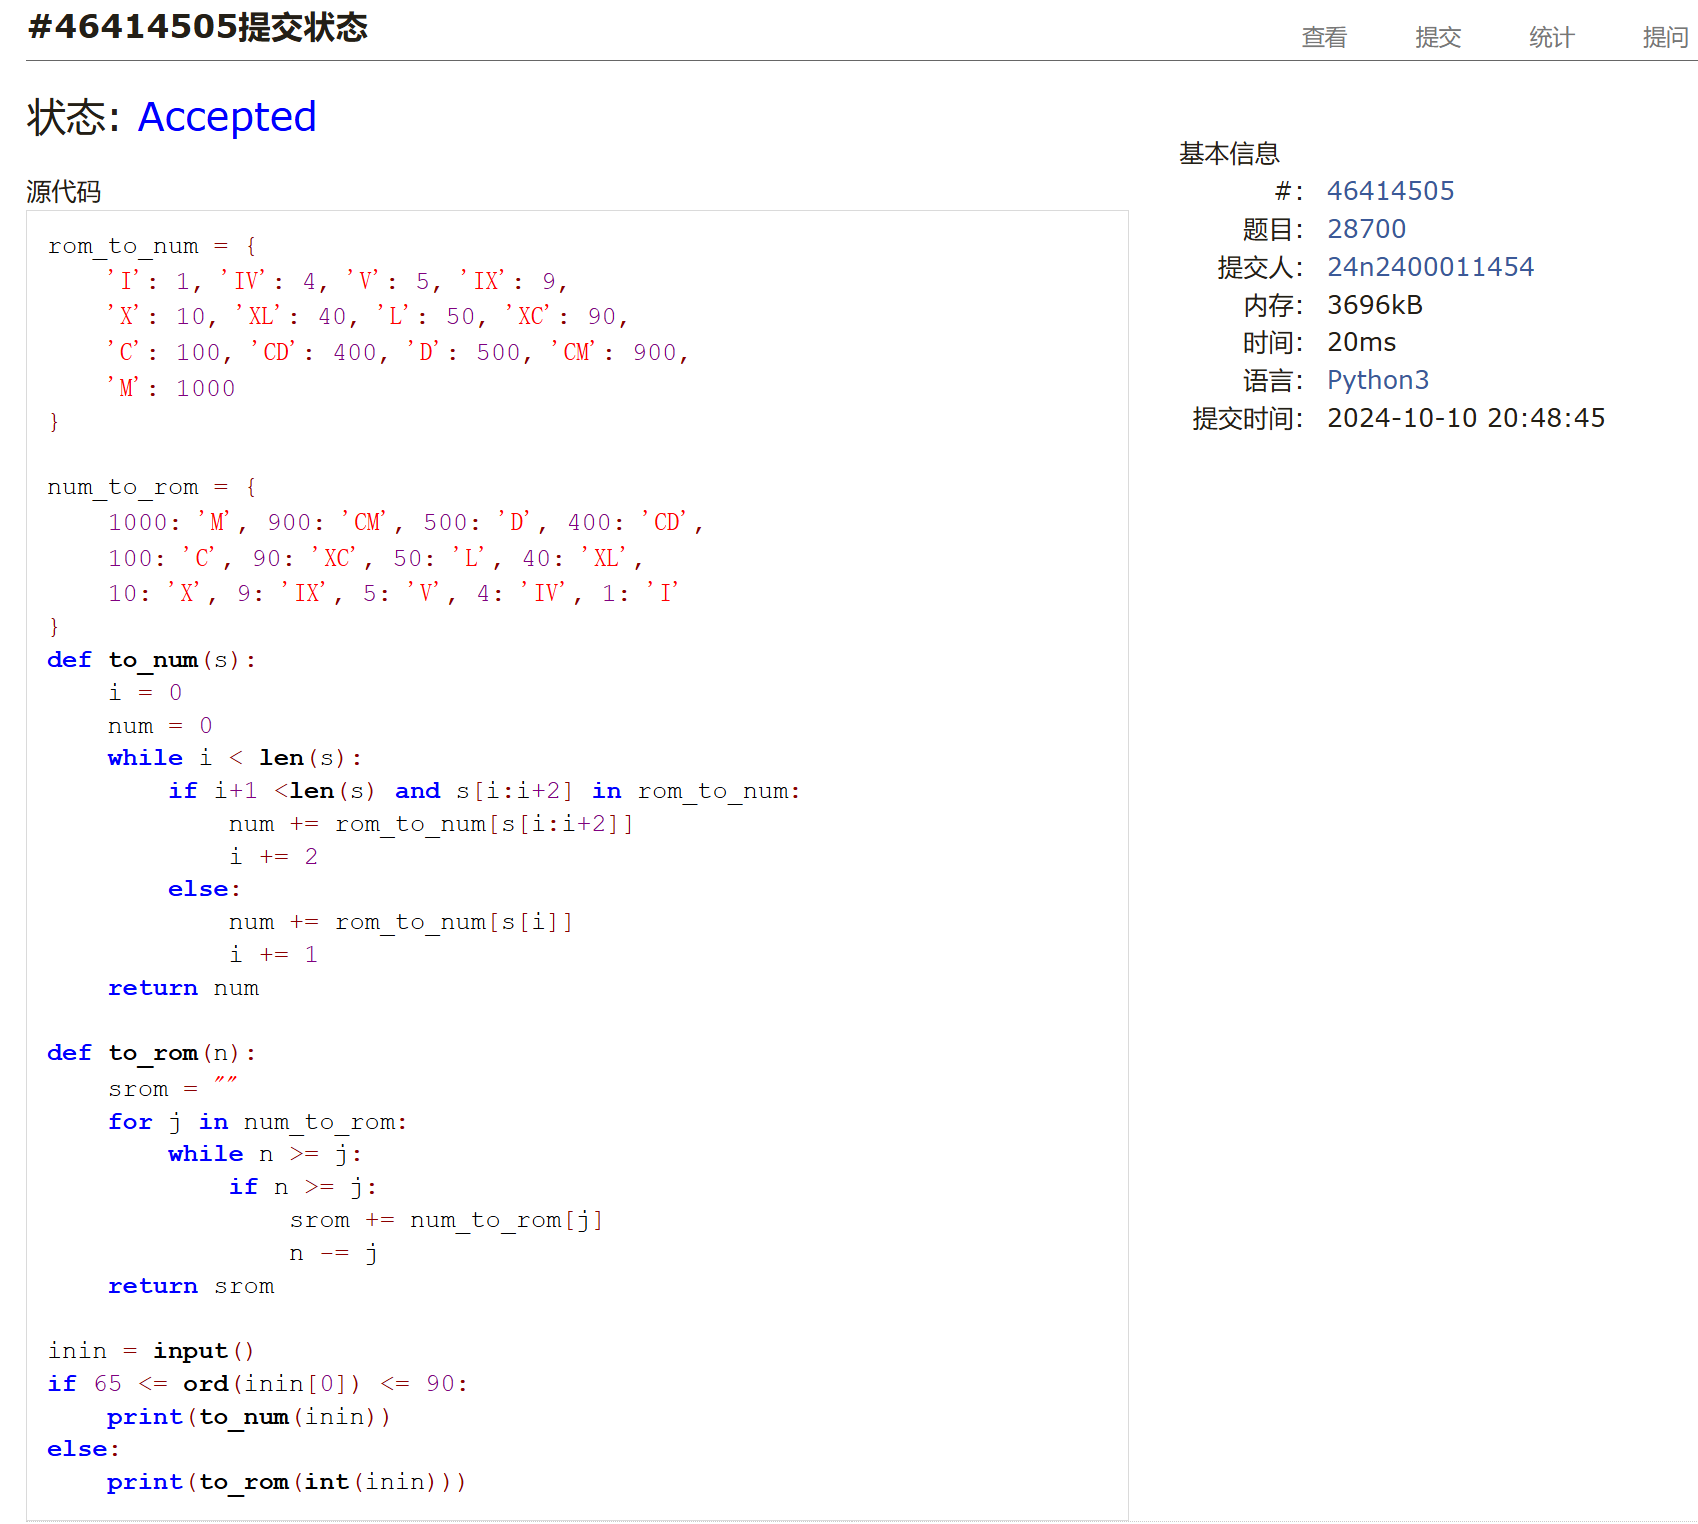 #46414505提交状态
查看 提交 统计 提问
状态: Accepted
源代码
rom_to_num = {
    'I': 1, 'IV': 4, 'V': 5, 'IX': 9,
    'X': 10, 'XL': 40, 'L': 50, 'XC': 90,
    'C': 100, 'CD': 400, 'D': 500, 'CM': 900,
    'M': 1000
}
num_to_rom = {
    1000: 'M', 900: 'CM', 500: 'D', 400: 'CD',
    100: 'C', 90: 'XC', 50: 'L', 40: 'XL',
    10: 'X', 9: 'IX', 5: 'V', 4: 'IV', 1: 'I'
}
def to_num(s):
    i = 0
    num = 0
    while i < len(s):
        if i+1 <len(s) and s[i:i+2] in rom_to_num:
            num += rom_to_num[s[i:i+2]]
            i += 2
        else:
            num += rom_to_num[s[i]]
            i += 1
    return num
def to_rom(n):
    srom = ""
    for j in num_to_rom:
        while n >= j:
            if n >= j:
                srom += num_to_rom[j]
                n -= j
    return srom
inin = input()
if 65 <= ord(inin[0]) <= 90:
    print(to_num(inin))
else:
    print(to_rom(int(inin)))
基本信息
#: 46414505
题目: 28700
提交人: 24n2400011454
内存: 3696kB
时间: 20ms
语言: Python3
提交时间: 2024-10-10 20:48:45